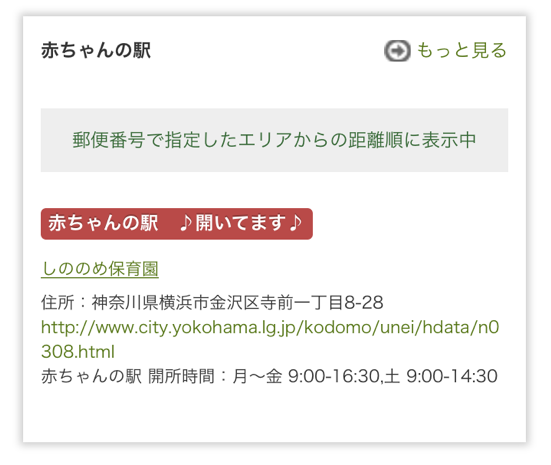 赤ちゃんの駅
もっと見る
郵便番号で指定したエリアからの距離順に表示中
赤ちゃんの駅　♪開いてます♪
しののめ保育園
住所：神奈川県横浜市金沢区寺前一丁目8-28
http://www.city.yokohama.lg.jp/kodomo/unei/hdata/n0
308.html
赤ちゃんの駅 開所時間：月〜金 9:00-16:30,土 9:00-14:30